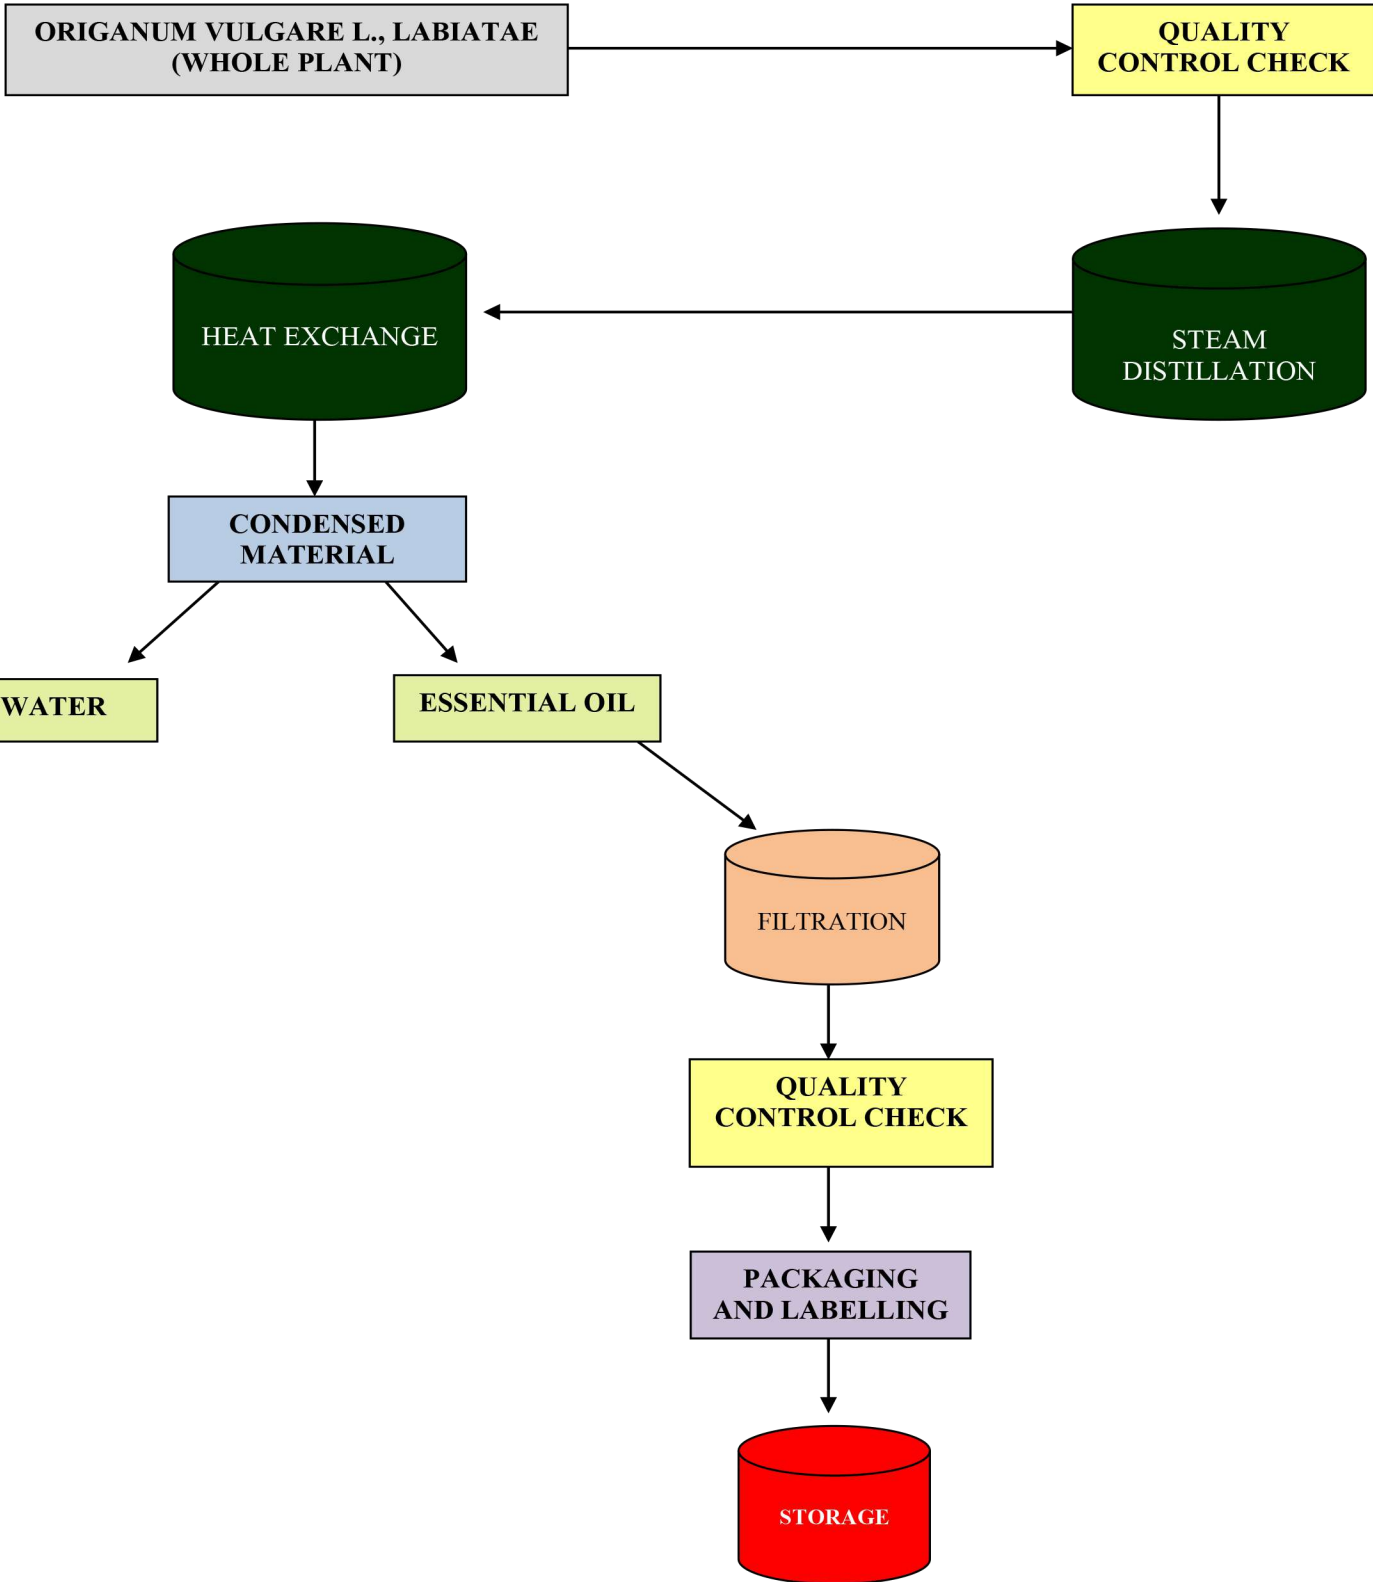 ORIGANUM VULGARE L., LABIATAE
(WHOLE PLANT)
QUALITY
CONTROL CHECK
HEAT EXCHANGE
STEAM
DISTILLATION
CONDENSED
MATERIAL
WATER
ESSENTIAL OIL
FILTRATION
QUALITY
CONTROL CHECK
PACKAGING
AND LABELLING
STORAGE